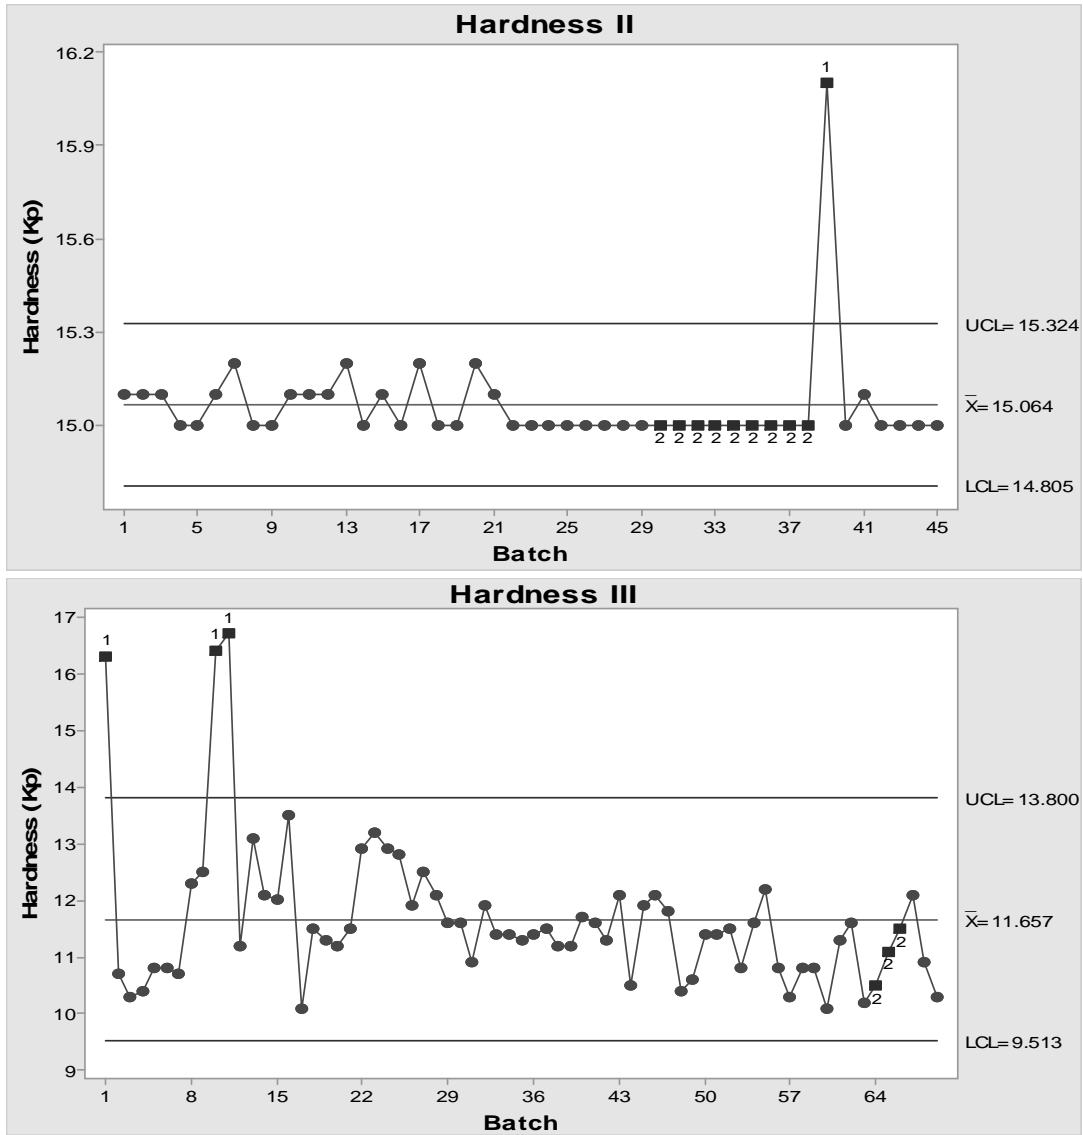 Hardness II
16.2
15.9
15.6
15.3
15.0
Hardness (Kp)
1
2 2 2 2 2 2 2 2 2
UCL=15.324
X=15.064
LCL=14.805
1 5 9 13 17 21 25 29 33 37 41 45
Batch
Hardness III
17
16
15
14
13
12
11
10
9
Hardness (Kp)
1
1
1
2
2
2
UCL=13.800
X=11.657
LCL=9.513
1 8 15 22 29 36 43 50 57 64
Batch